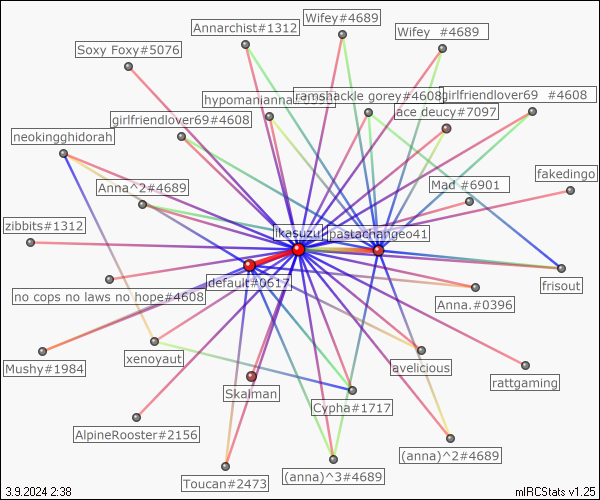 Wifey#4689
Annarchist#1312
Wifey  #4689
Soxy Foxy#5076
hypomanianna
ramshackle gorey#4608
girlfriendlover69  #4608
girlfriendlover69#4608
ace deucy#7097
neokingghidorah
fakedingo
Anna^2#4689
Mad #6901
zibbits#1312
ikasuzu
pastachangeo41
default#0617
frisout
no cops no laws no hope#4608
Anna.#0396
Mushy#1984
xenoyaut
avelicious
rattgaming
Skalman
Cypha#1717
AlpineRooster#2156
(anna)^2#4689
Toucan#2473
(anna)^3#4689
3.9.2024 2:38
mIRCStats v1.25